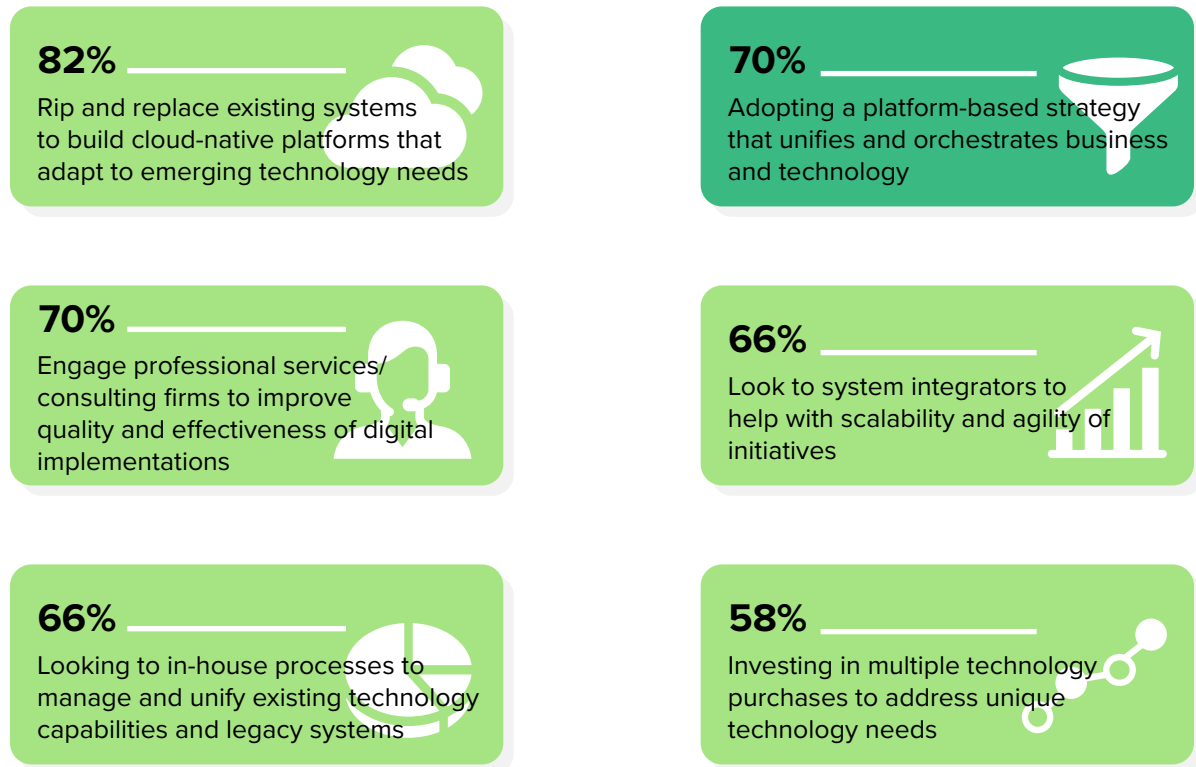 82%
Rip and replace existing systems
to build cloud-native platforms that
adapt to emerging technology needs
70%
Adopting a platform-based strategy
that unifies and orchestrates business
and technology
70%
Engage professional services/
consulting firms to improve
quality and effectiveness of digital
implementations
66%
Look to system integrators to
help with scalability and agility of
initiatives
66%
Looking to in-house processes to
manage and unify existing technology
capabilities and legacy systems
58%
Investing in multiple technology
purchases to address unique
technology needs